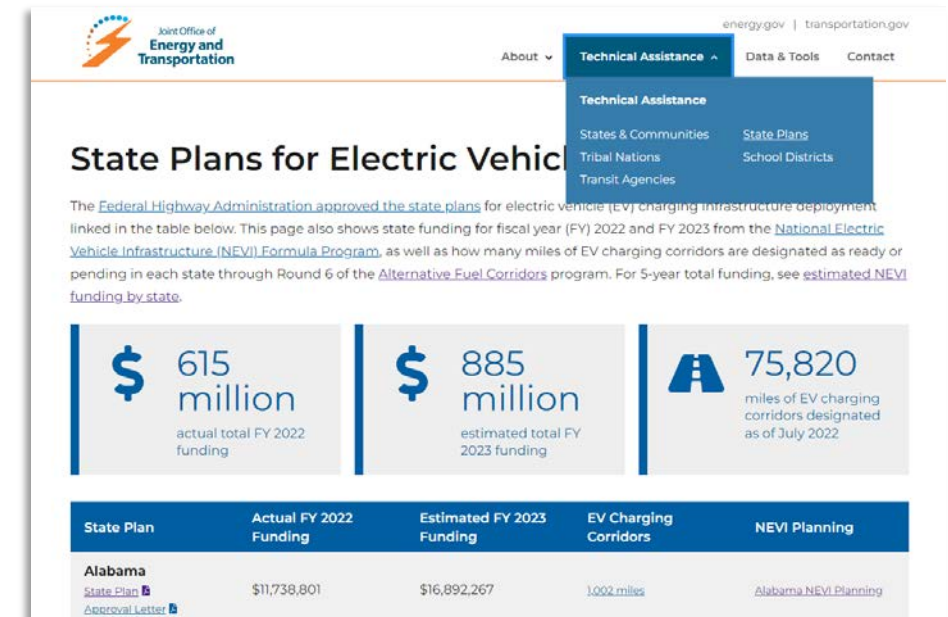 energy.gov | transportation.gov
Joint Office of
Energy and
Transportation
About Technical Assistance Data & Tools Contact
Technical Assistance
States & Communities State Plans
Tribal Nations School Districts
Transit Agencies
State Plans for Electric Vehicl
The Federal Highway Administration approved the state plans for electric vehicle (EV) charging infrastructure deployment
linked in the table below. This page also shows state funding for fiscal year (FY) 2022 and FY 2023 from the National Electric
Vehicle Infrastructure (NEVI) Formula Program, as well as how many miles of EV charging corridors are designated as ready or
pending in each state through Round 6 of the Alternative Fuel Corridors program. For 5-year total funding, see estimated NEVI
funding by state.
$ 615
million
actual total FY 2022
funding
$ 885
million
estimated total FY
2023 funding
75,820
miles of EV charging
corridors designated
as of July 2022
State Plan Actual FY 2022 Funding Estimated FY 2023 Funding EV Charging Corridors NEVI Planning
Alabama
State Plan $11,738,801 $16,892,267 1,002 miles Alabama NEVI Planning
Approval Letter